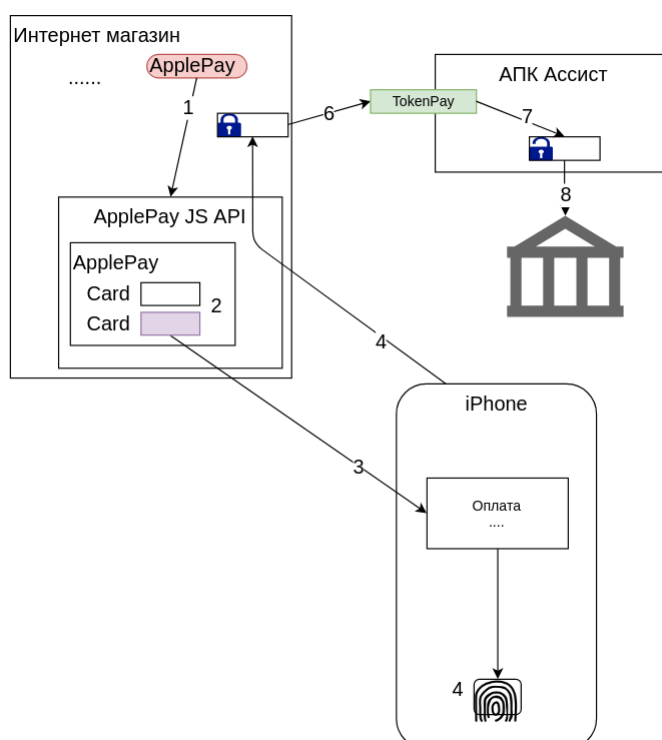 Интернет магазин
......
ApplePay
1
6
TokenPay
АПК Ассист
7
8
ApplePay JS API
ApplePay
Card
Card
2
4
3
iPhone
Оплата
....
4